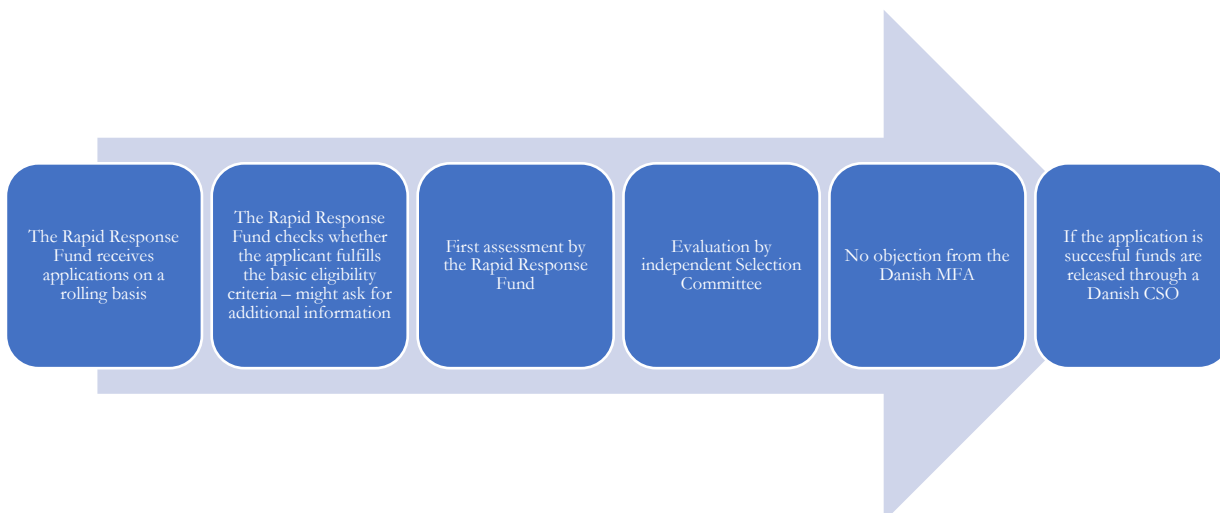 The Rapid Response
Fund receives
applications on a
rolling basis
The Rapid Response
Fund checks whether
the applicant fulfills
the basic eligibility
criteria – might ask for
additional information
First assessment by
the Rapid Response
Fund
Evaluation by
independent Selection
Committee
No objection from the
Danish MFA
If the application is
succesful funds are
released through a
Danish CSO